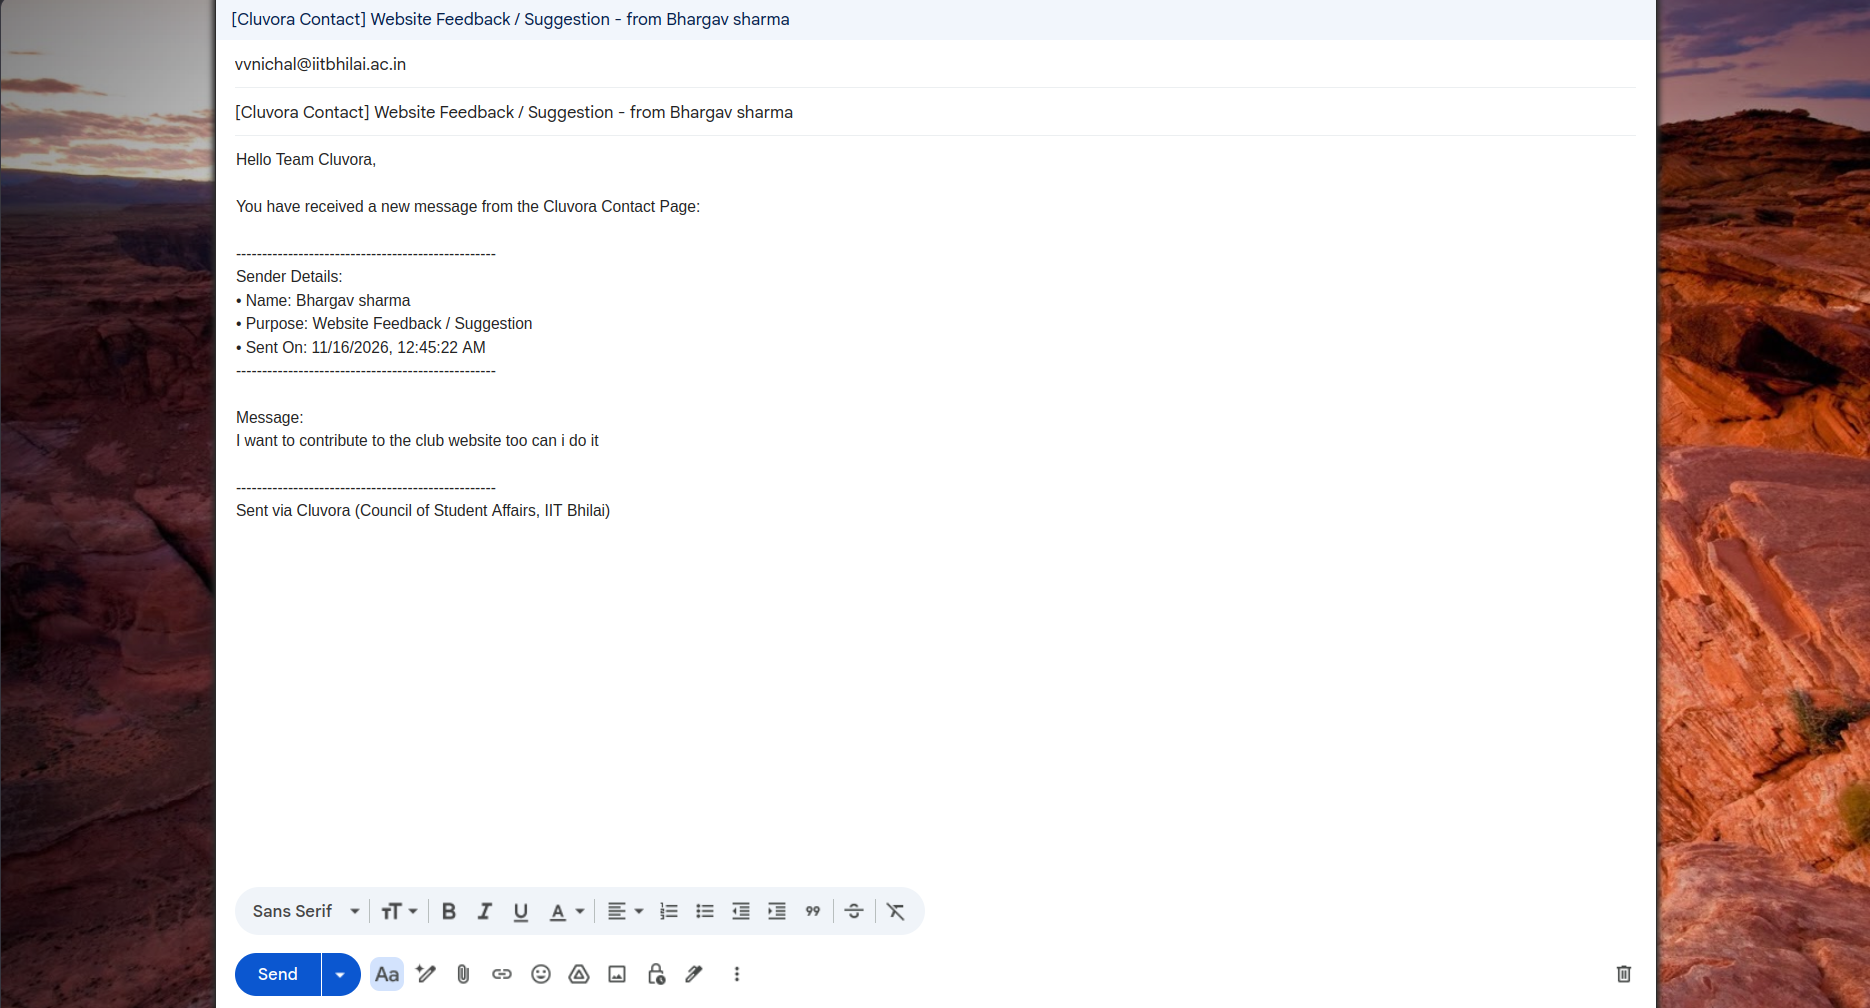 [Cluvora Contact] Website Feedback / Suggestion - from Bhargav sharma
vvnichal@iitbhilai.ac.in
[Cluvora Contact] Website Feedback / Suggestion - from Bhargav sharma
Hello Team Cluvora,
You have received a new message from the Cluvora Contact Page:
--------------------------------------------------
Sender Details:
• Name: Bhargav sharma
• Purpose: Website Feedback / Suggestion
• Sent On: 11/16/2026, 12:45:22 AM
--------------------------------------------------
Message:
I want to contribute to the club website too can i do it
--------------------------------------------------
Sent via Cluvora (Council of Student Affairs, IIT Bhilai)
Sans Serif
Send Aa